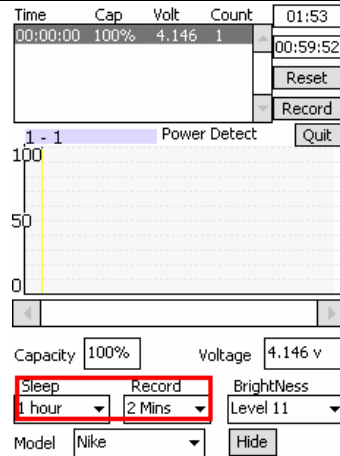 Time Cap Volt Count 01:53
00:00:00 100% 4.146 1 00:59:52
Reset
Record
1 - 1 Power Detect Quit
100
50
0
Capacity 100% Voltage 4.146 v
Sleep Record BrightNess
1 hour 2 Mins Level 11
Model Nike Hide